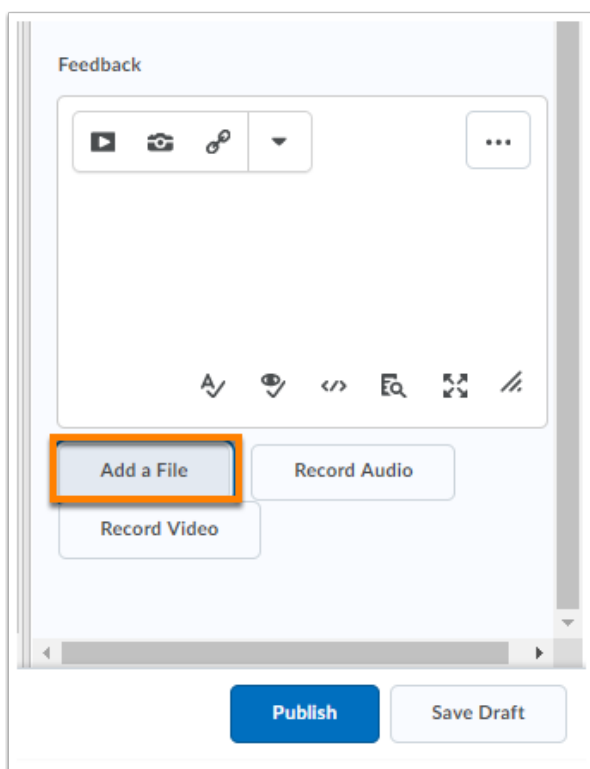 Feedback
Add a File
Record Audio
Record Video
Publish
Save Draft